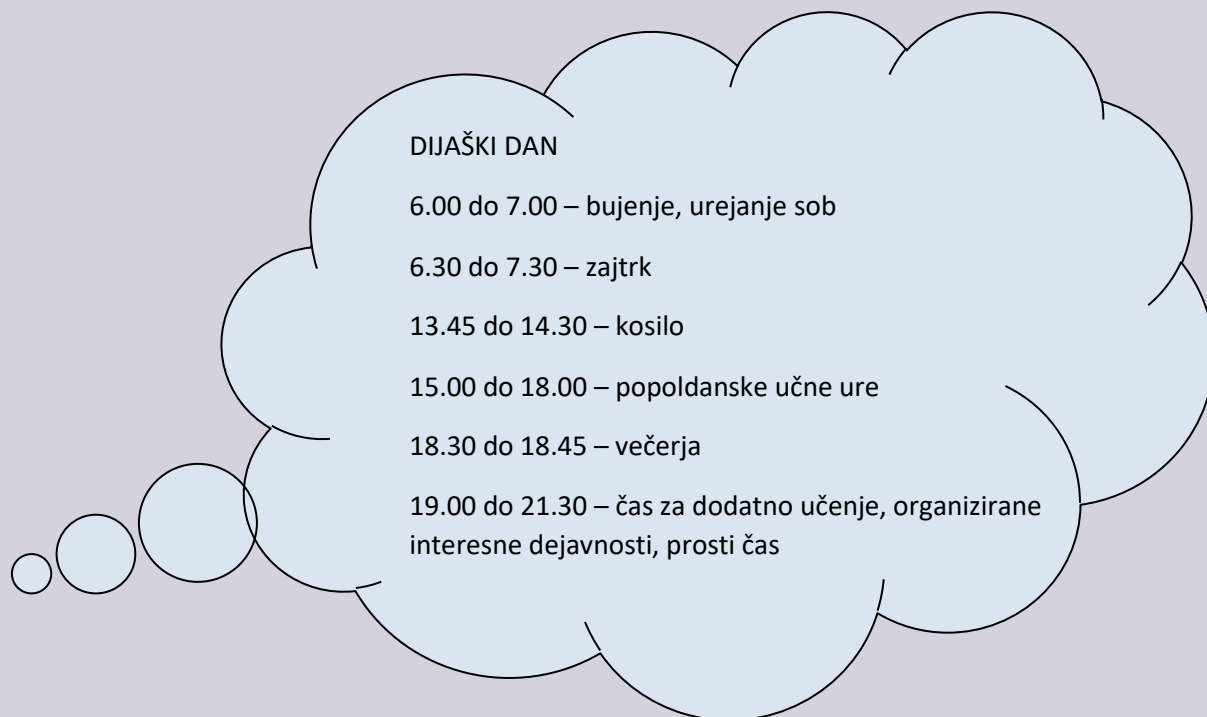 DIJAŠKI DAN
6.00 do 7.00 – bujenje, urejanje sob
6.30 do 7.30 – zajtrk
13.45 do 14.30 – kosilo
15.00 do 18.00 – popoldanske učne ure
18.30 do 18.45 – večerja
19.00 do 21.30 – čas za dodatno učenje, organizirane
interesne dejavnosti, prosti čas